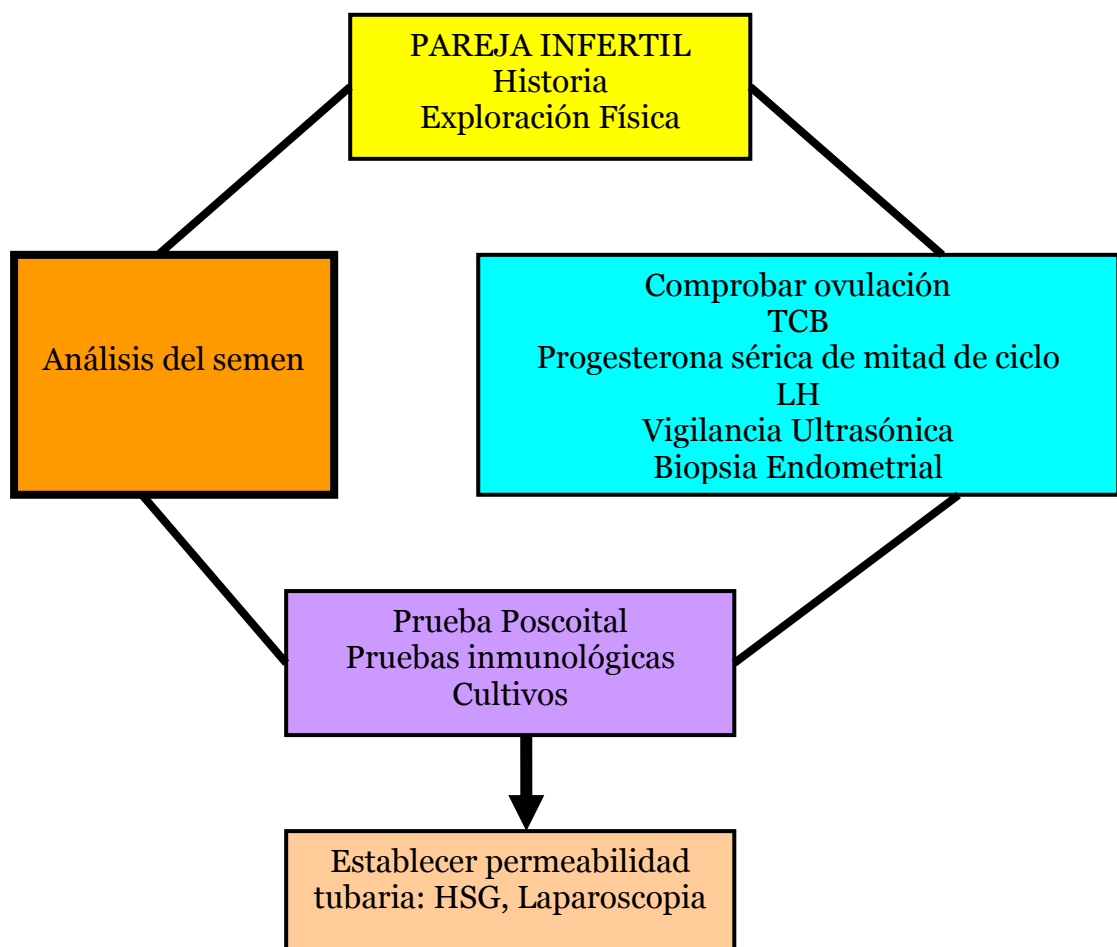 PAREJA INFERTIL
Historia
Exploración Física
Análisis del semen
Comprobar ovulación
TCB
Progesterona sérica de mitad de ciclo
LH
Vigilancia Ultrasónica
Biopsia Endometrial
Prueba Poscoital
Pruebas inmunológicas
Cultivos
Establecer permeabilidad
tubaria: HSG, Laparoscopia